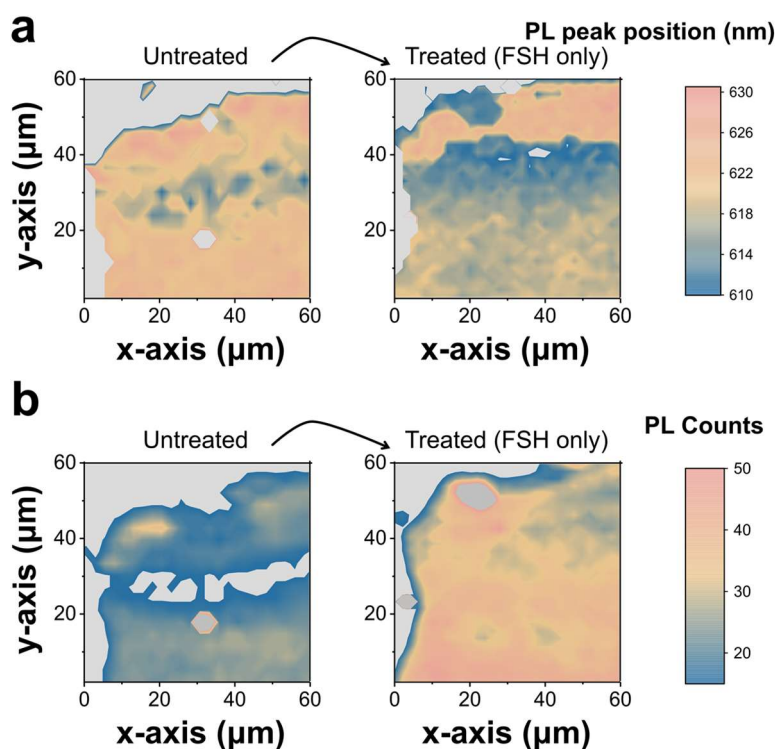 a
PL peak position (nm)
Untreated
Treated (FSH only)
60
40
20
0 20 40 60
y-axis (µm)
x-axis (µm)
60
40
20
0 20 40 60
x-axis (µm)
630
626
622
618
614
610
b
PL Counts
Untreated
Treated (FSH only)
60
40
20
0 20 40 60
y-axis (µm)
x-axis (µm)
60
40
20
0 20 40 60
x-axis (µm)
50
40
30
20